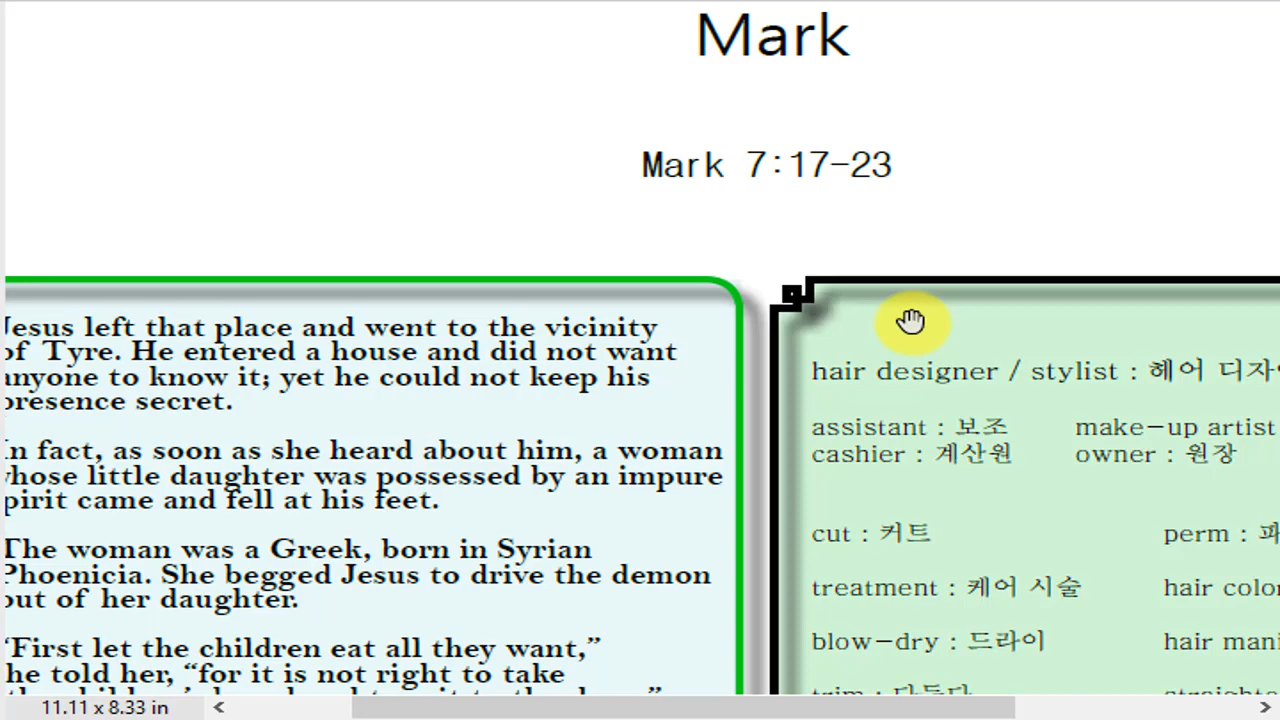 Mark
Mark 7:17-23
Jesus left that place and went to the vicinity
of Tyre. He entered a house and did not want
anyone to know it; yet he could not keep his
presence secret.
In fact, as soon as she heard about him, a woman
whose little daughter was possessed by an impure
spirit came and fell at his feet.
The woman was a Greek, born in Syrian
Phoenicia. She begged Jesus to drive the demon
out of her daughter.
“First let the children eat all they want,”
he told her, “for it is not right to take
hair designer / stylist : 헤어
assistant : 보조 make-up artist
cashier : 계산원 owner : 원장
cut : 커트 perm :
treatment : 케어 시술 hair
blow-dry : 드라이 hair
trim : 다듬다
11.11 x 8.33 in